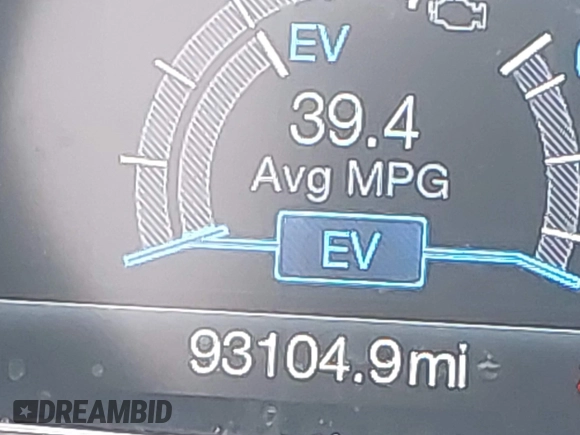 EV
39.4
Avg MPG
EV
93104.9mi
DREAMBID